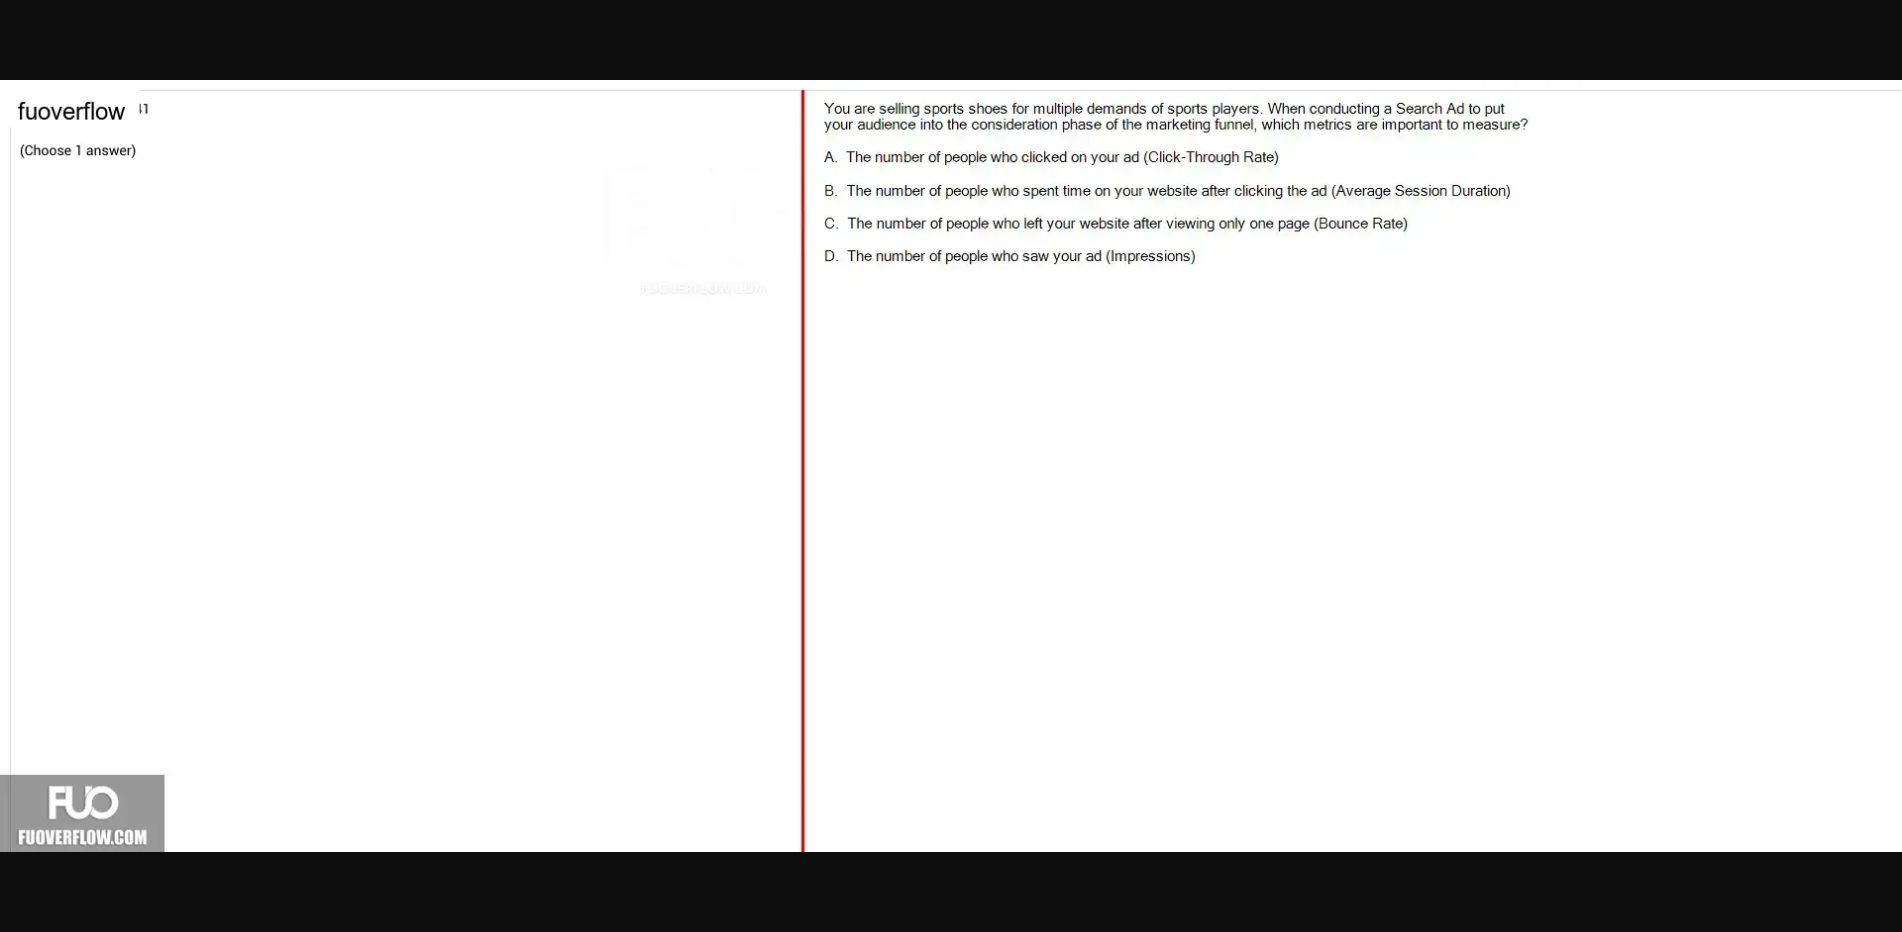 fuoverflow 41
(Choose 1 answer)
You are selling sports shoes for multiple demands of sports players. When conducting a Search Ad to put
your audience into the consideration phase of the marketing funnel, which metrics are important to measure?
A. The number of people who clicked on your ad (Click-Through Rate)
B. The number of people who spent time on your website after clicking the ad (Average Session Duration)
C. The number of people who left your website after viewing only one page (Bounce Rate)
D. The number of people who saw your ad (Impressions)
FUO
FUOVERFLOW.COM
FUO
FUOVERFLOW.COM